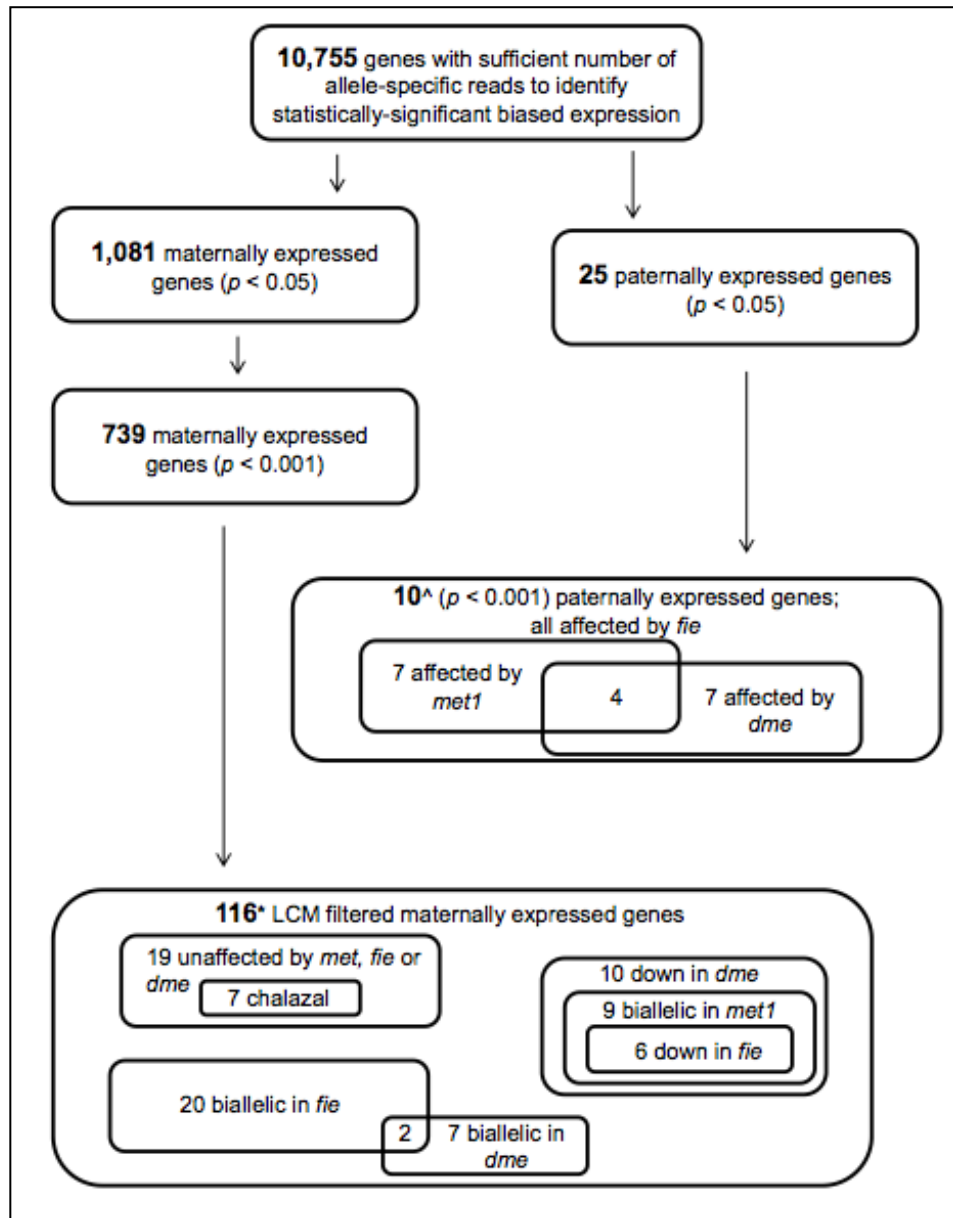 10,755 genes with sufficient number of
allele-specific reads to identify
statistically-significant biased expression
1,081 maternally expressed
genes (p < 0.05)
25 paternally expressed genes
(p < 0.05)
739 maternally expressed
genes (p < 0.001)
10^ (p < 0.001) paternally expressed genes;
all affected by fie
7 affected by
met1
4
7 affected by
dme
116* LCM filtered maternally expressed genes
19 unaffected by met, fie or
dme
7 chalazal
10 down in dme
9 biallelic in met1
6 down in fie
20 biallelic in fie
2
7 biallelic in
dme